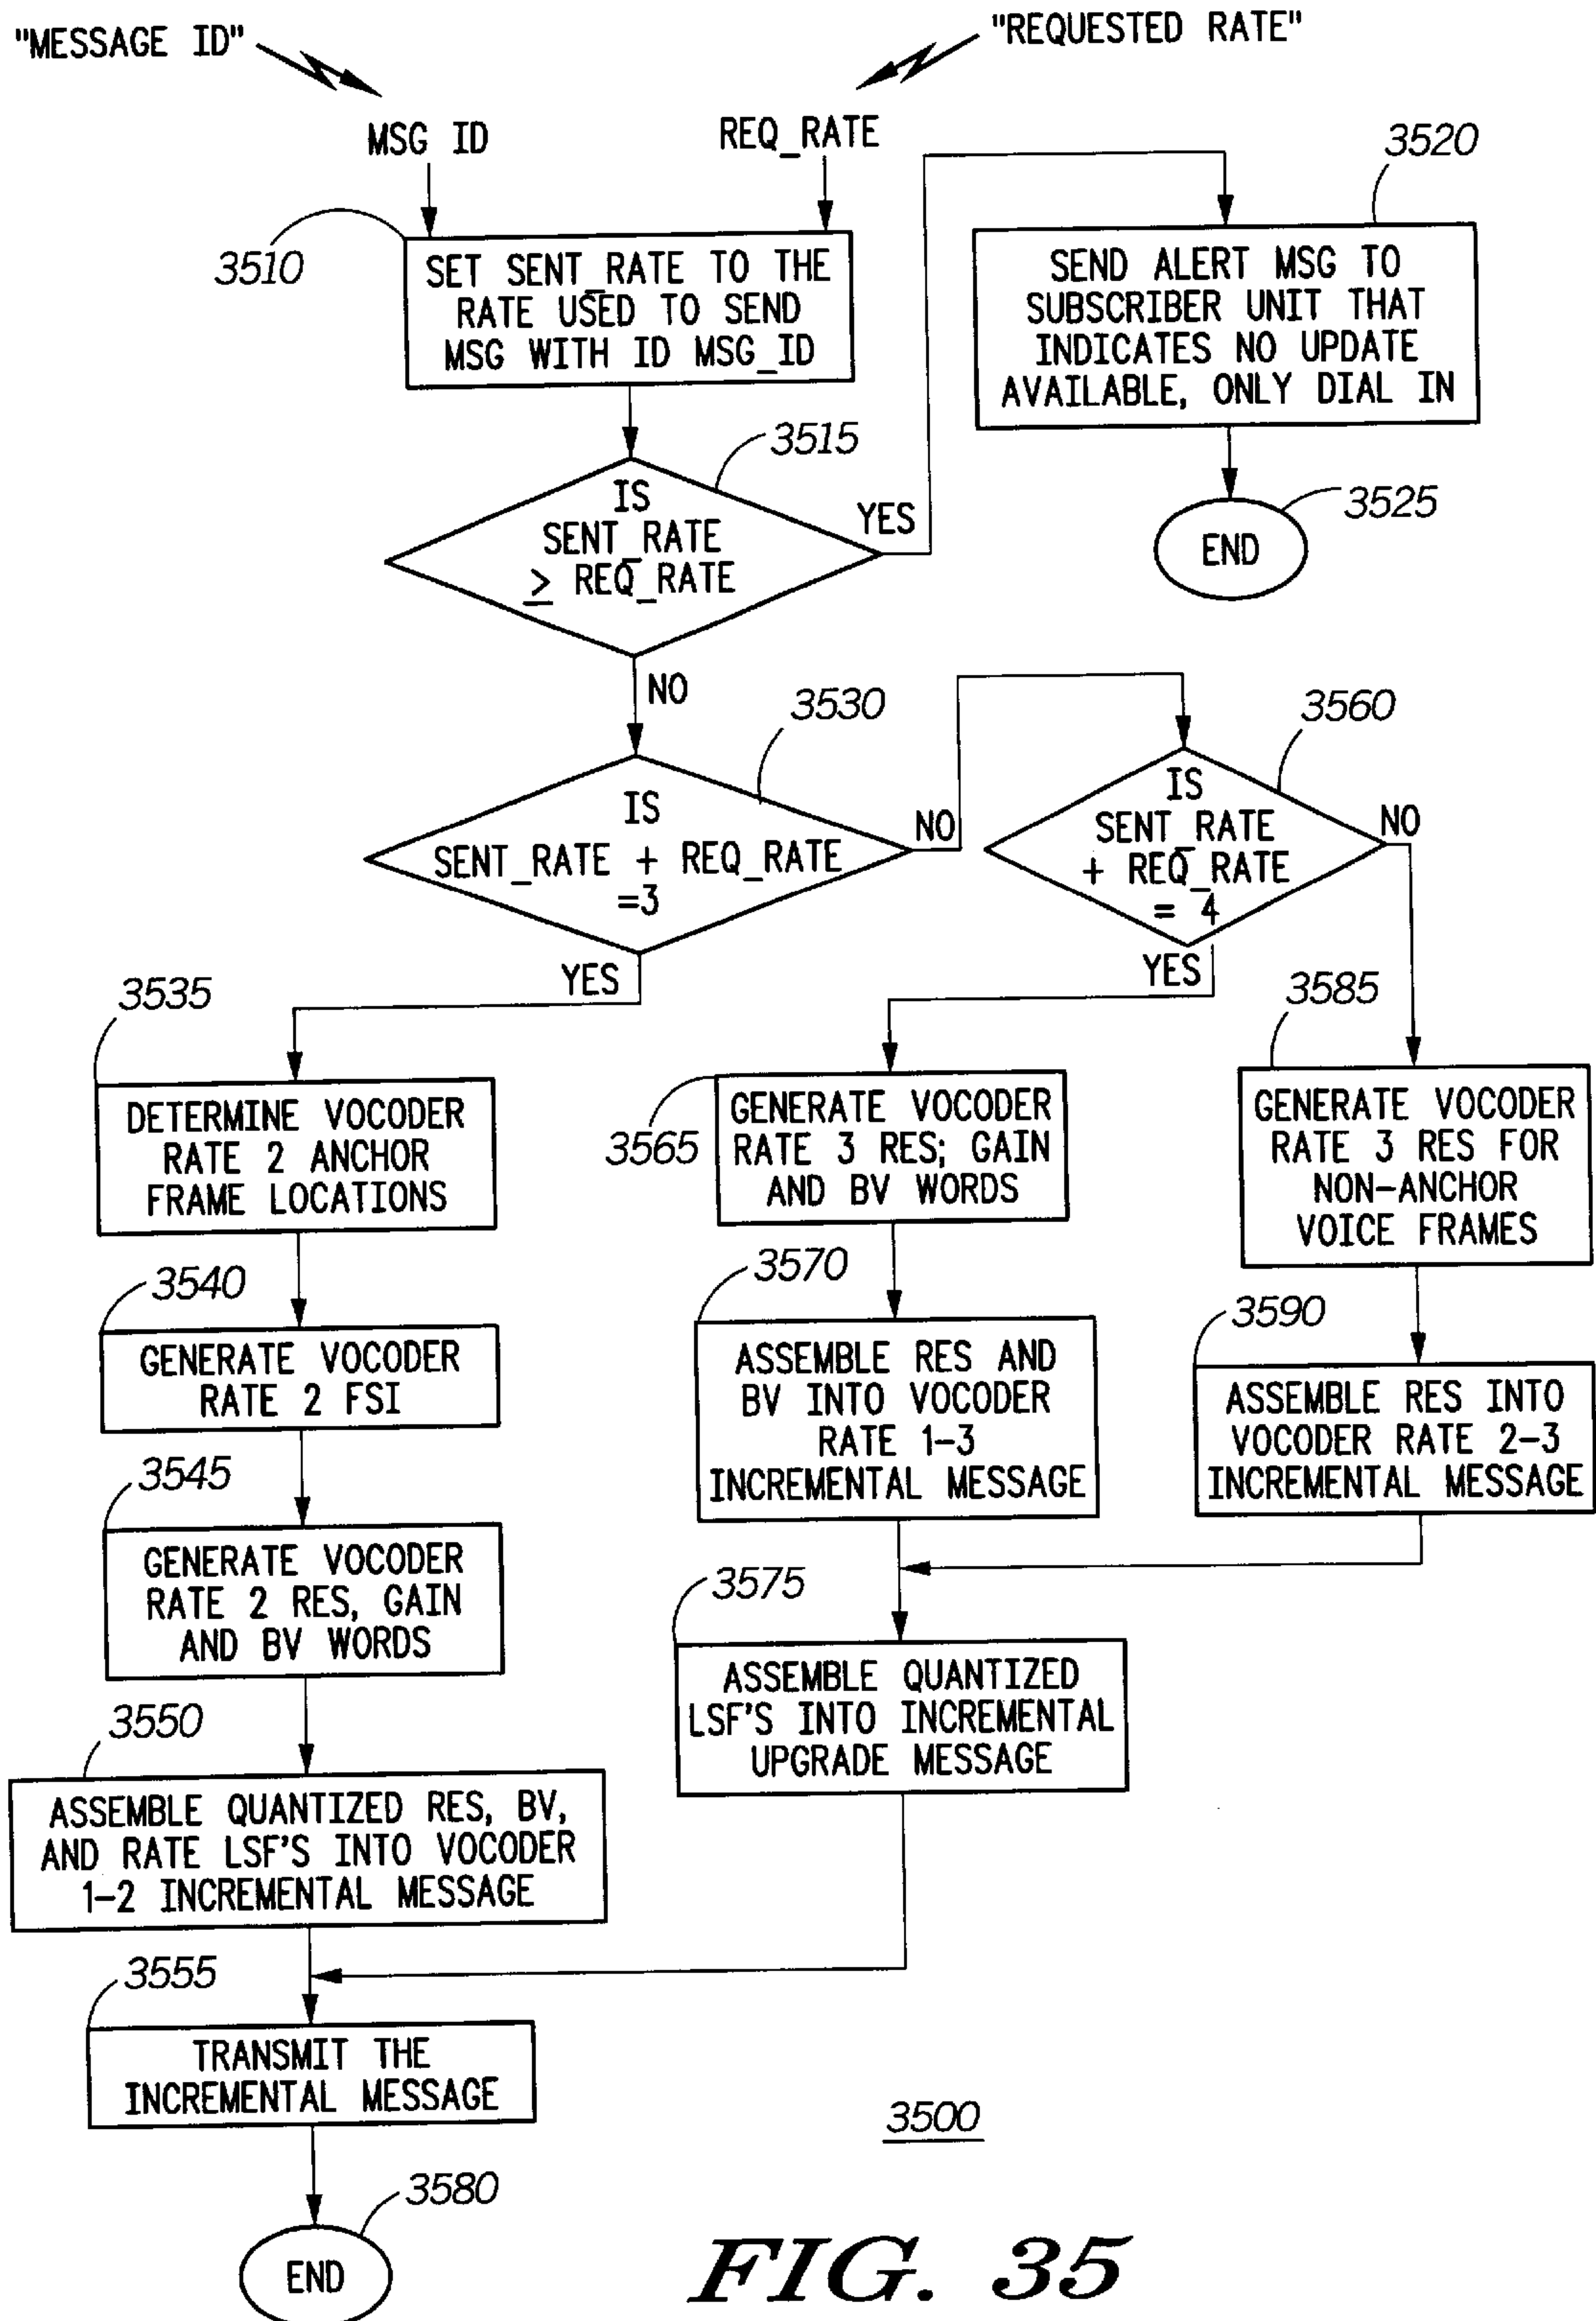 "MESSAGE ID"
"REQUESTED RATE"
MSG ID
REQ_RATE
3510
SET SENT_RATE TO THE
RATE USED TO SEND
MSG WITH ID MSG_ID
3520
SEND ALERT MSG TO
SUBSCRIBER UNIT THAT
INDICATES NO UPDATE
AVAILABLE, ONLY DIAL IN
3525
END
3515
IS
SENT_RATE
≥ REQ_RATE
YES
NO
3530
IS
SENT_RATE + REQ_RATE
=3
NO
YES
3560
IS
SENT_RATE
+ REQ_RATE
= 4
NO
YES
3535
DETERMINE VOCODER
RATE 2 ANCHOR
FRAME LOCATIONS
3540
GENERATE VOCODER
RATE 2 FSI
3545
GENERATE VOCODER
RATE 2 RES, GAIN
AND BV WORDS
3550
ASSEMBLE QUANTIZED RES, BV,
AND RATE LSF'S INTO VOCODER
1-2 INCREMENTAL MESSAGE
3565
GENERATE VOCODER
RATE 3 RES; GAIN
AND BV WORDS
3570
ASSEMBLE RES AND
BV INTO VOCODER
RATE 1-3
INCREMENTAL MESSAGE
3585
GENERATE VOCODER
RATE 3 RES FOR
NON-ANCHOR
VOICE FRAMES
3590
ASSEMBLE RES INTO
VOCODER RATE 2-3
INCREMENTAL MESSAGE
3575
ASSEMBLE QUANTIZED
LSF'S INTO INCREMENTAL
UPGRADE MESSAGE
3555
TRANSMIT THE
INCREMENTAL MESSAGE
3580
END
3500
FIG. 35